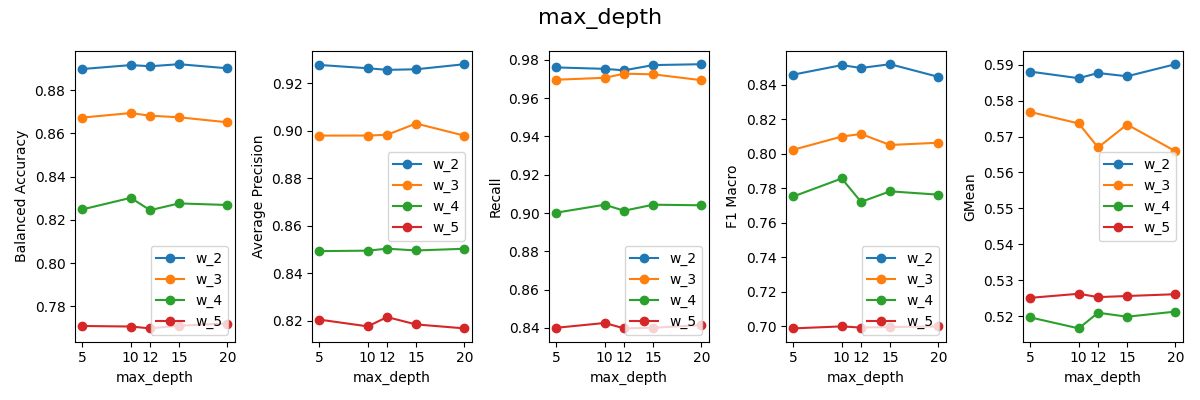 max_depth
Balanced Accuracy
0.88
0.86
0.84
0.82
0.80
0.78
5 10 12 15 20
max_depth
w_2
w_3
w_4
w_5
Average Precision
0.92
0.90
0.88
0.86
0.84
0.82
5 10 12 15 20
max_depth
w_2
w_3
w_4
w_5
Recall
0.98
0.96
0.94
0.92
0.90
0.88
0.86
0.84
5 10 12 15 20
max_depth
w_2
w_3
w_4
w_5
F1 Macro
0.84
0.82
0.80
0.78
0.76
0.74
0.72
0.70
5 10 12 15 20
max_depth
w_2
w_3
w_4
w_5
GMean
0.59
0.58
0.57
0.56
0.55
0.54
0.53
0.52
5 10 12 15 20
max_depth
w_2
w_3
w_4
w_5